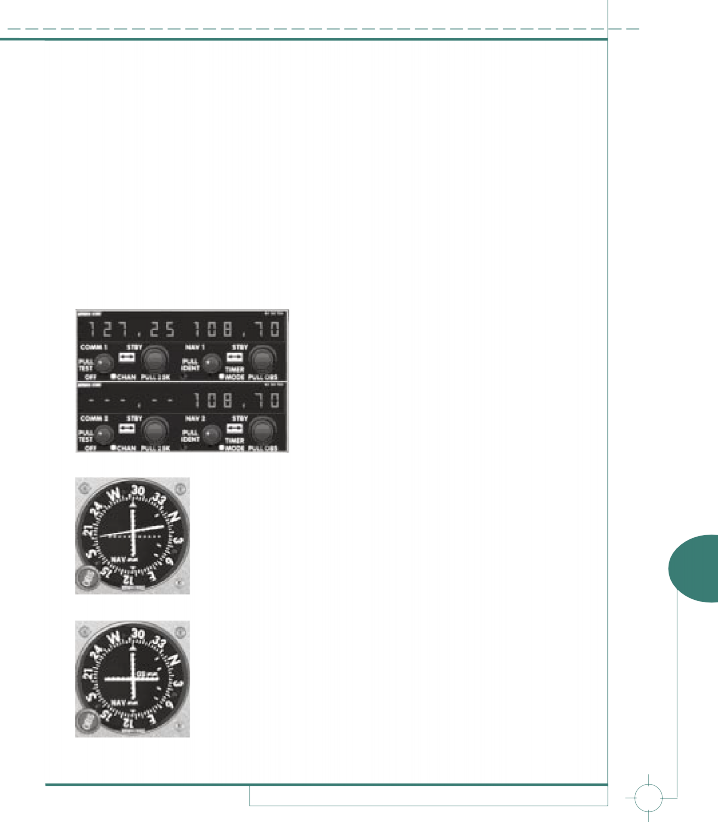 127.25 108.70
COMM 1 STBY NAV 1 STBY
PULL TEST PULL IDENT TIMER
OFF CHAN PULL 25K MODE PULL OBS
---.-- 108.70
COMM 2 STBY NAV 2 STBY
PULL TEST PULL IDENT TIMER
OFF CHAN PULL 25K MODE PULL OBS
21 24 W 30 33 N 3 6 E 12 15 S
NAV
OBS
21 24 W 30 33 N 3 6 E 12 15 S
GS
NAV
OBS